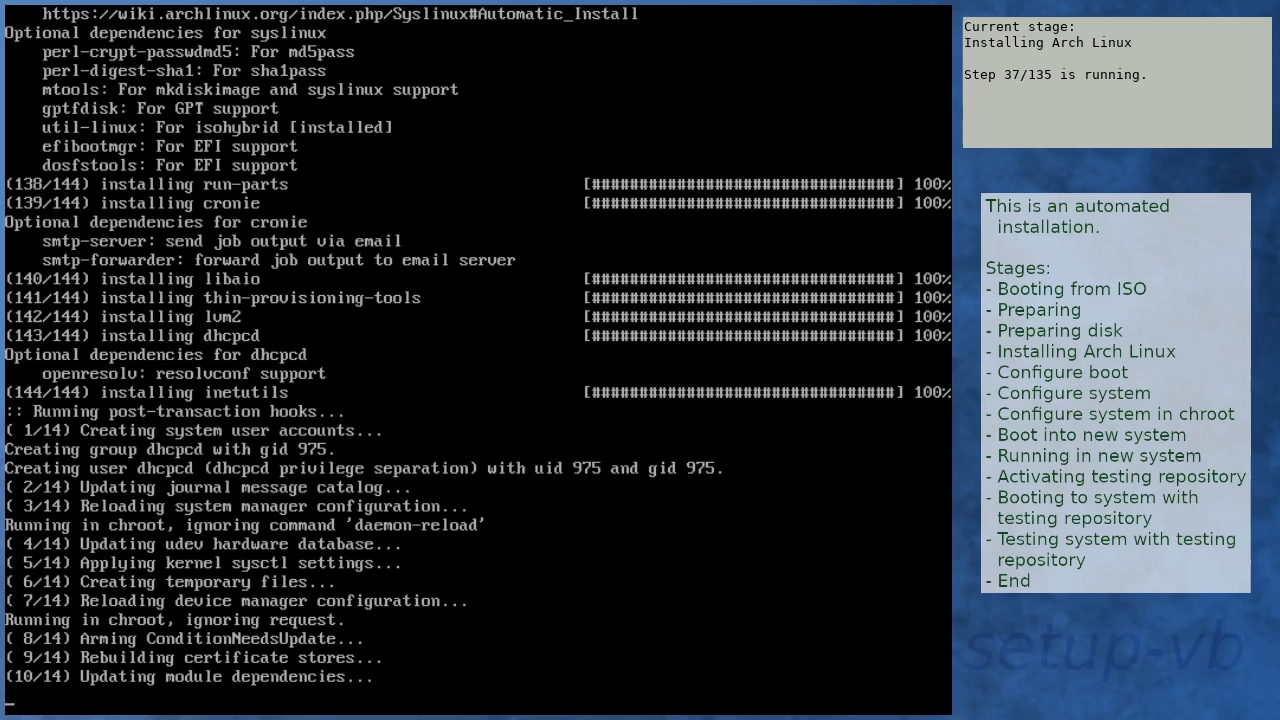 https://wiki.archlinux.org/index.php/Syslinux#Automatic_Install
Optional dependencies for syslinux
perl-crypt-passwdmd5: For md5pass
perl-digest-sha1: For sha1pass
mtools: For mkdiskimage and syslinux support
gptfdisk: For GPT support
util-linux: For isohybrid [installed]
efibootmgr: For EFI support
dosfstools: For EFI support
(138/144) installing run-parts [################################] 100%
(139/144) installing cronie [################################] 100%
Optional dependencies for cronie
smtp-server: send job output via email
smtp-forwarder: forward job output to email server
(140/144) installing libaio [################################] 100%
(141/144) installing thin-provisioning-tools [################################] 100%
(142/144) installing lvm2 [################################] 100%
(143/144) installing dhcpcd [################################] 100%
Optional dependencies for dhcpcd
openresolv: resolvconf support
(144/144) installing inetutils [################################] 100%
:: Running post-transaction hooks...
( 1/14) Creating system user accounts...
Creating group dhcpcd with gid 975.
Creating user dhcpcd (dhcpcd privilege separation) with uid 975 and gid 975.
( 2/14) Updating journal message catalog...
( 3/14) Reloading system manager configuration...
Running in chroot, ignoring command 'daemon-reload'
( 4/14) Updating udev hardware database...
( 5/14) Applying kernel sysctl settings...
( 6/14) Creating temporary files...
( 7/14) Reloading device manager configuration...
Running in chroot, ignoring request.
( 8/14) Arming ConditionNeedsUpdate...
( 9/14) Rebuilding certificate stores...
(10/14) Updating module dependencies...
_
Current stage:
Installing Arch Linux
Step 37/135 is running.
This is an automated
installation.
Stages:
- Booting from ISO
- Preparing
- Preparing disk
- Installing Arch Linux
- Configure boot
- Configure system
- Configure system in chroot
- Boot into new system
- Running in new system
- Activating testing repository
- Booting to system with
testing repository
- Testing system with testing
repository
- End
setup-vb